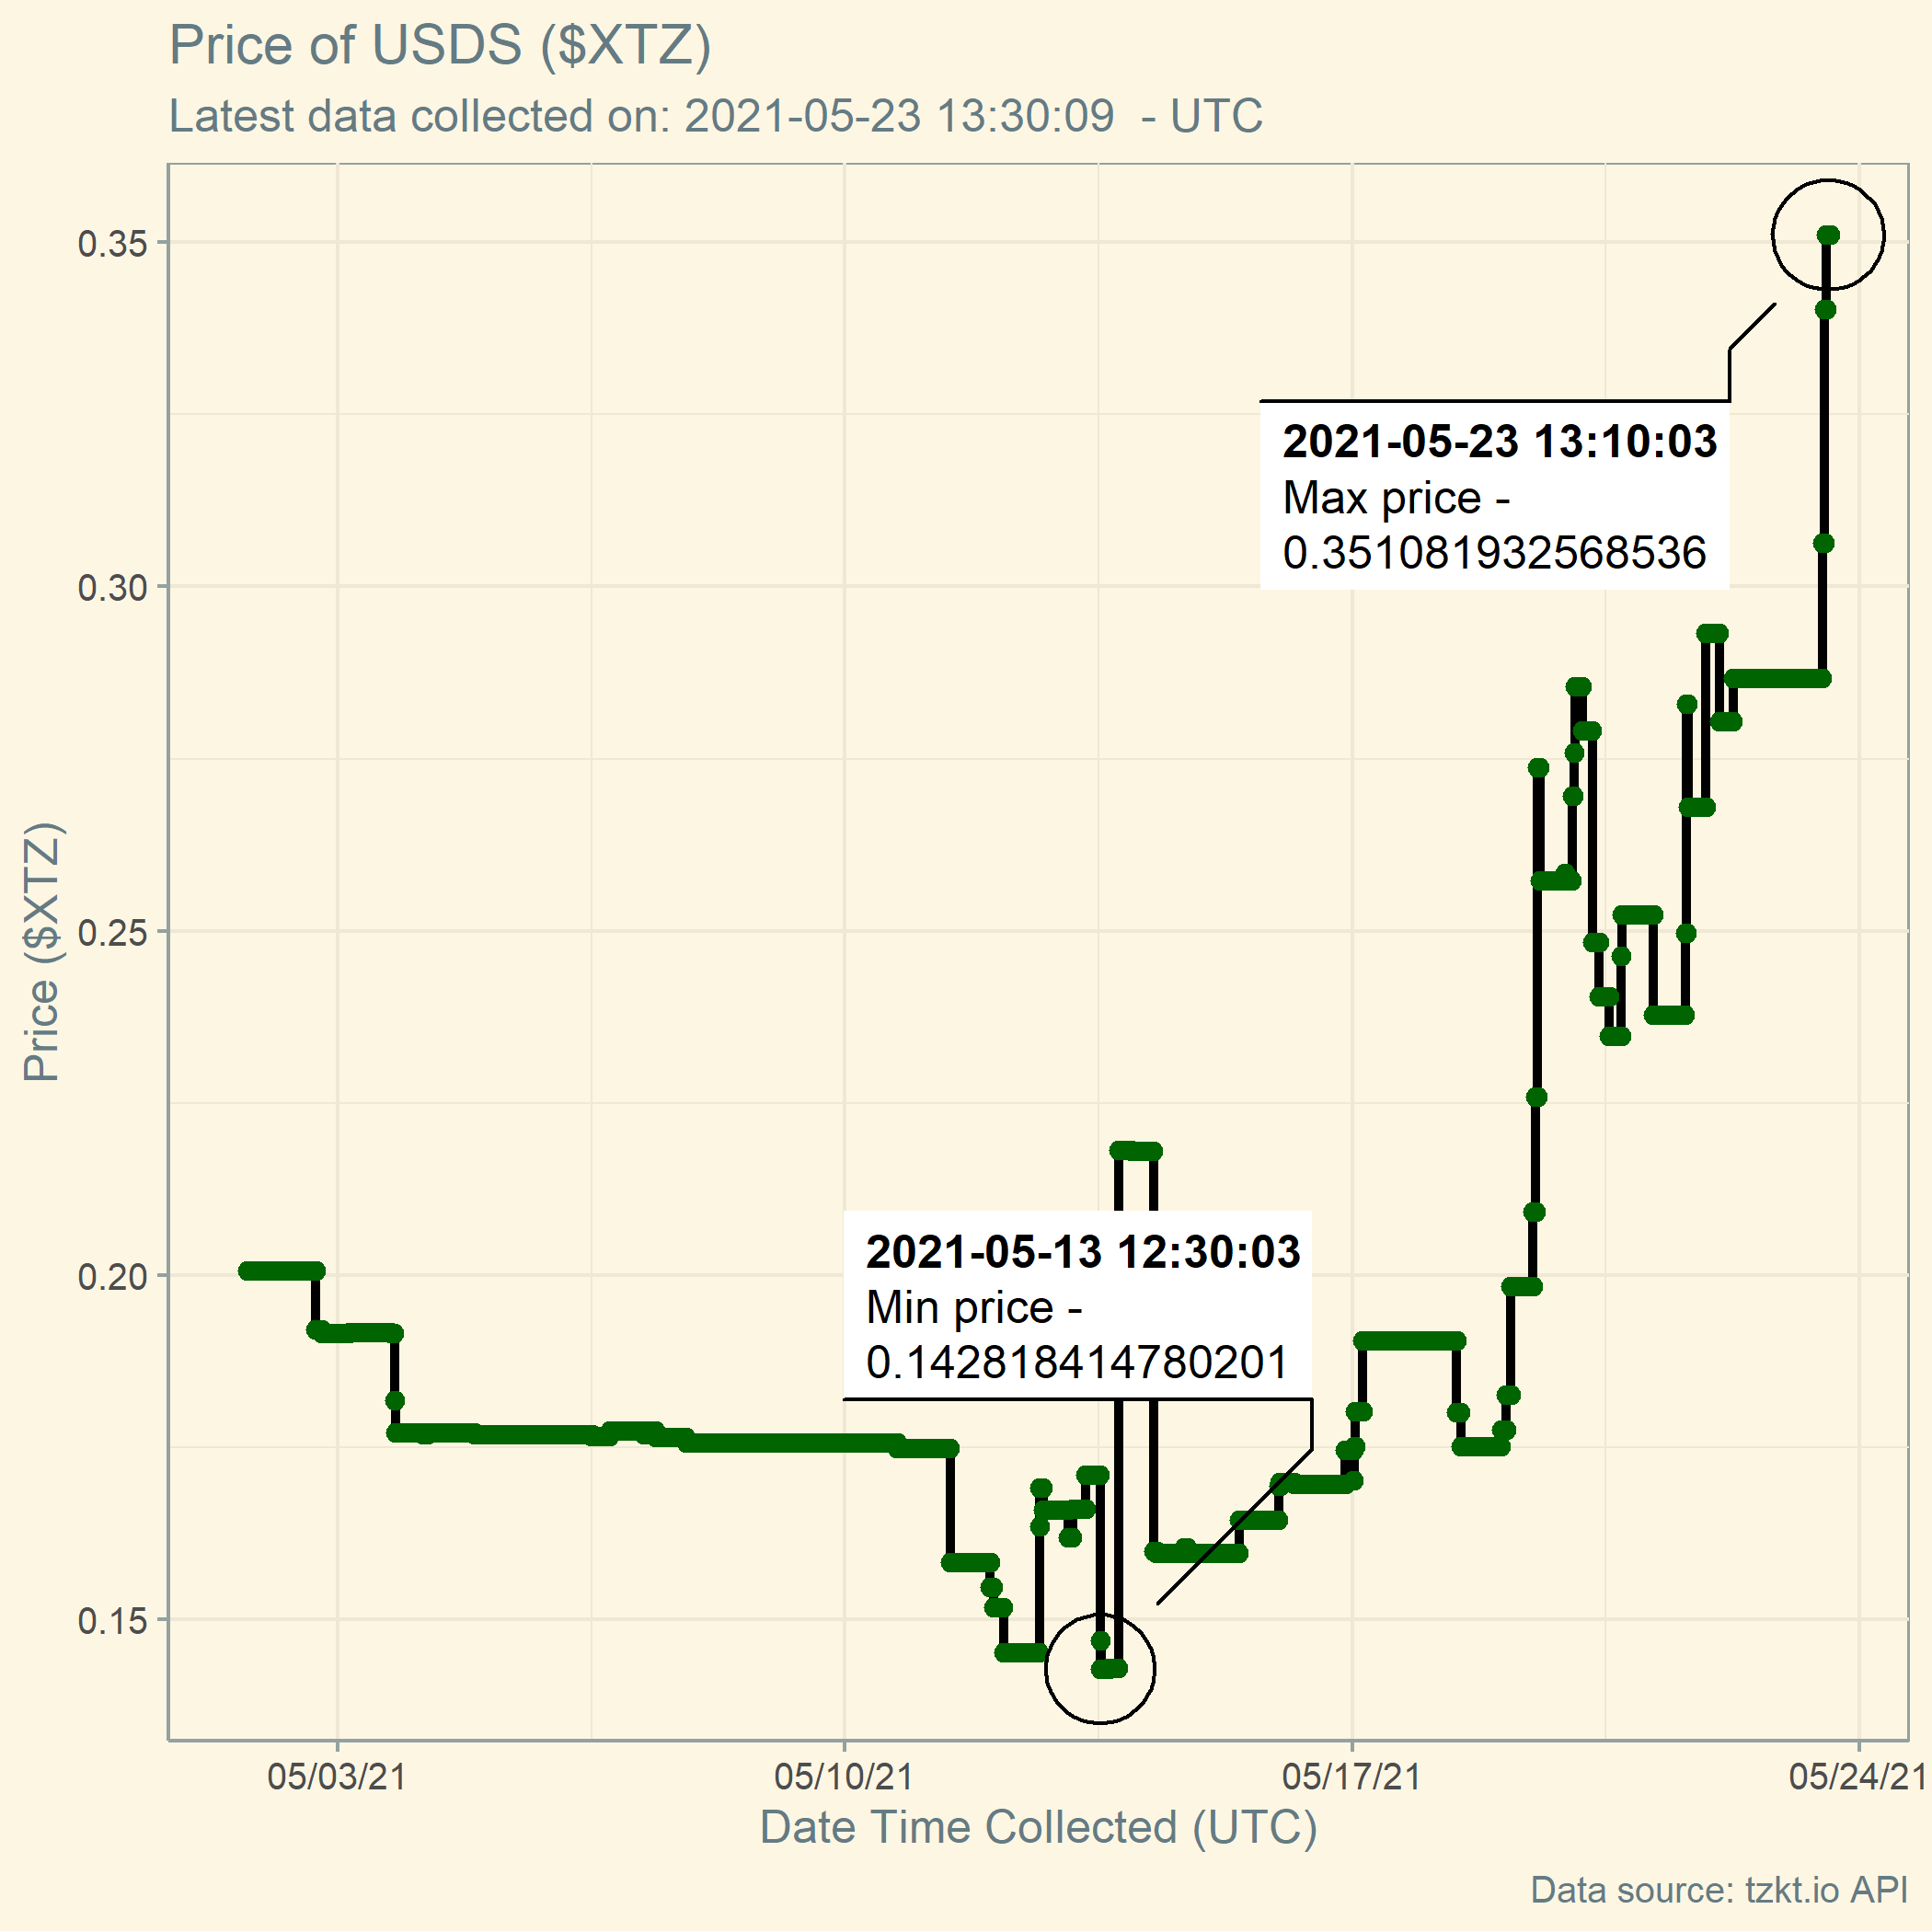 Price of USDS ($XTZ)
Latest data collected on: 2021-05-23 13:30:09  - UTC
Price ($XTZ)
0.35
0.30
0.25
0.20
0.15
2021-05-23 13:10:03
Max price -
0.351081932568536
2021-05-13 12:30:03
Min price -
0.142818414780201
05/03/21
05/10/21
05/17/21
05/24/21
Date Time Collected (UTC)
Data source: tzkt.io API